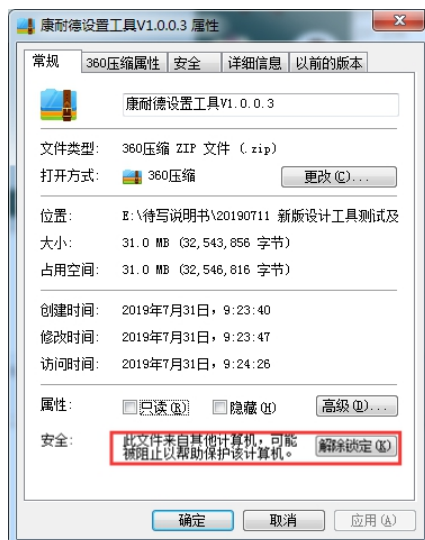 康耐德设置工具V1.0.0.3 属性
常规 360压缩属性 安全 详细信息 以前的版本
康耐德设置工具V1.0.0.3
文件类型: 360压缩 ZIP 文件 (.zip)
打开方式: 360压缩 更改(C)...
位置: E:\待写说明书\20190711 新版设计工具测试及
大小: 31.0 MB (32,543,856 字节)
占用空间: 31.0 MB (32,546,816 字节)
创建时间: 2019年7月31日，9:23:40
修改时间: 2019年7月31日，9:23:47
访问时间: 2019年7月31日，9:24:26
属性: 只读(R) 隐藏(H) 高级(D)...
安全: 此文件来自其他计算机，可能
被阻止以帮助保护该计算机。 解除锁定(K)
确定 取消 应用(A)